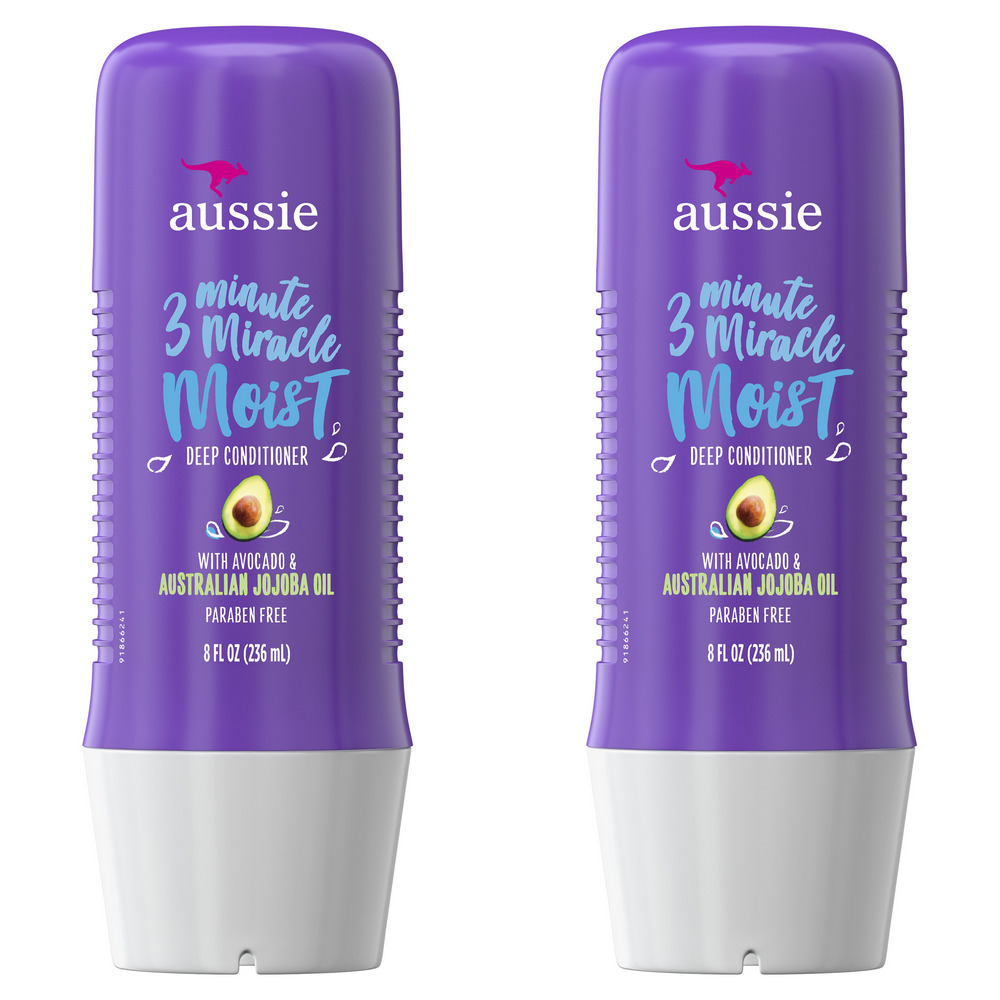 aussie
3 minute
Miracle
Moist
DEEP CONDITIONER
WITH AVOCADO &
AUSTRALIAN JOJOBA OIL
PARABEN FREE
8 FL OZ (236 mL)
91866241
aussie
3 minute
Miracle
Moist
DEEP CONDITIONER
WITH AVOCADO &
AUSTRALIAN JOJOBA OIL
PARABEN FREE
8 FL OZ (236 mL)
91866241